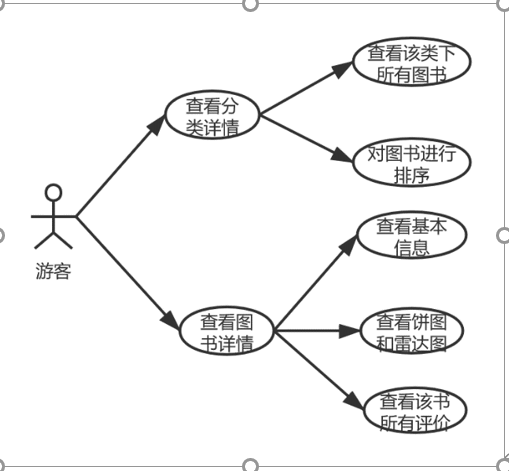 查看该类下
所有图书
查看分
类详情
对图书进行
排序
查看基本
信息
游客
查看图
书详情
查看饼图
和雷达图
查看该书
所有评价